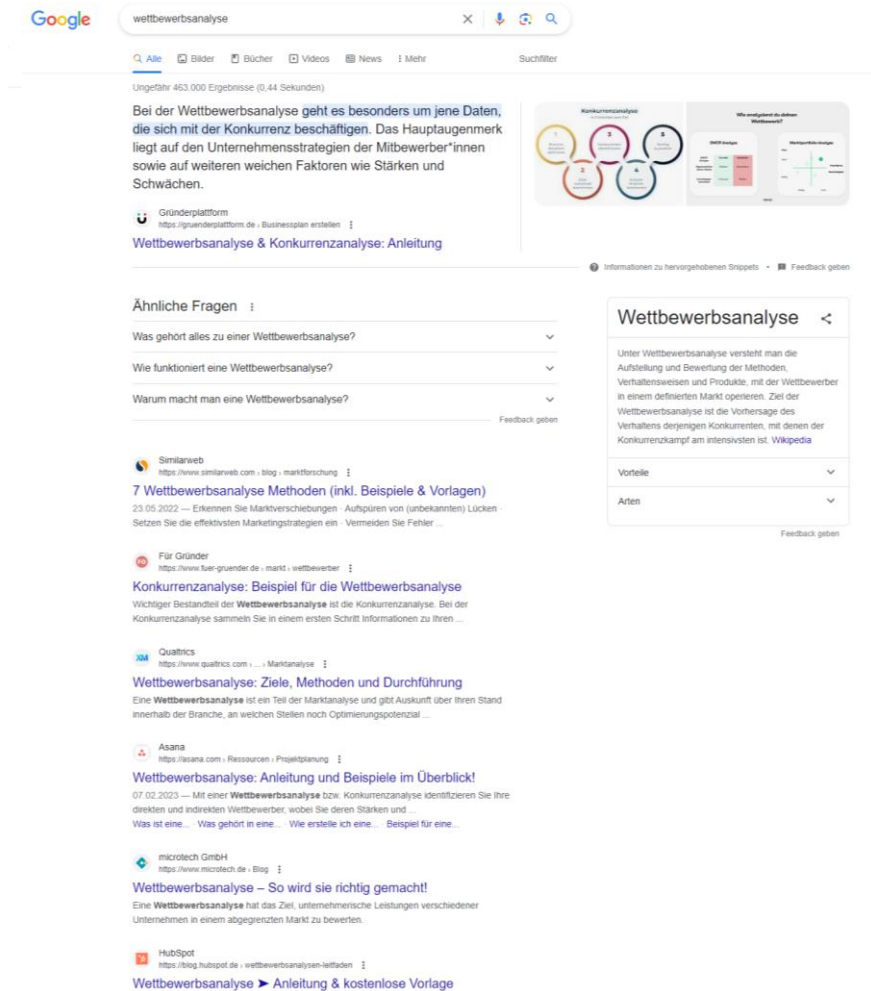 Google
wettbewerbsanalyse
Alle Bilder Bücher Videos News Mehr Suchfilter
Ungefähr 463.000 Ergebnisse (0,44 Sekunden)
Bei der Wettbewerbsanalyse geht es besonders um jene Daten,
die sich mit der Konkurrenz beschäftigen. Das Hauptaugenmerk
liegt auf den Unternehmensstrategien der Mitbewerber*innen
sowie auf weiteren weichen Faktoren wie Stärken und
Schwächen.
Gründerplattform
https://gruenderplattform.de › Businessplan erstellen
Wettbewerbsanalyse & Konkurrenzanalyse: Anleitung
Konkurrenzanalyse
1
3
5
2
4
Wie analysierst du deinen
Wettbewerb?
SWOT-Analyse
Marktportfolio-Analyse
Informationen zu hervorgehobenen Snippets • Feedback geben
Ähnliche Fragen
Was gehört alles zu einer Wettbewerbsanalyse?
Wie funktioniert eine Wettbewerbsanalyse?
Warum macht man eine Wettbewerbsanalyse?
Feedback geben
Similarweb
https://www.similarweb.com › blog › marktforschung
7 Wettbewerbsanalyse Methoden (inkl. Beispiele & Vorlagen)
23.05.2022 — Erkennen Sie Marktverschiebungen · Aufspüren von (unbekannten) Lücken ·
Setzen Sie die effektivsten Marketingstrategien ein · Vermeiden Sie Fehler ...
Für Gründer
https://www.fuer-gruender.de › markt › wettbewerber
Konkurrenzanalyse: Beispiel für die Wettbewerbsanalyse
Wichtiger Bestandteil der Wettbewerbsanalyse ist die Konkurrenzanalyse. Bei der
Konkurrenzanalyse sammeln Sie in einem ersten Schritt Informationen zu Ihren ...
XM
Qualtrics
https://www.qualtrics.com › ... › Marktanalyse
Wettbewerbsanalyse: Ziele, Methoden und Durchführung
Eine Wettbewerbsanalyse ist ein Teil der Marktanalyse und gibt Auskunft über Ihren Stand
innerhalb der Branche, an welchen Stellen noch Optimierungspotenzial ...
Asana
https://asana.com › Ressourcen › Projektplanung
Wettbewerbsanalyse: Anleitung und Beispiele im Überblick!
07.02.2023 — Mit einer Wettbewerbsanalyse bzw. Konkurrenzanalyse identifizieren Sie Ihre
direkten und indirekten Wettbewerber, wobei Sie deren Stärken und ...
Was ist eine... · Was gehört in eine... · Wie erstelle ich eine... · Beispiel für eine...
microtech GmbH
https://www.microtech.de › Blog
Wettbewerbsanalyse – So wird sie richtig gemacht!
Eine Wettbewerbsanalyse hat das Ziel, unternehmerische Leistungen verschiedener
Unternehmen in einem abgegrenzten Markt zu bewerten.
HubSpot
https://blog.hubspot.de › wettbewerbsanalysen-leitfaden
Wettbewerbsanalyse ➤ Anleitung & kostenlose Vorlage
Wettbewerbsanalyse
Unter Wettbewerbsanalyse versteht man die
Aufstellung und Bewertung der Methoden,
Verhaltensweisen und Produkte, mit der Wettbewerber
in einem definierten Markt operieren. Ziel der
Wettbewerbsanalyse ist die Vorhersage des
Verhaltens derjenigen Konkurrenten, mit denen der
Konkurrenzkampf am intensivsten ist. Wikipedia
Vorteile
Arten
Feedback geben